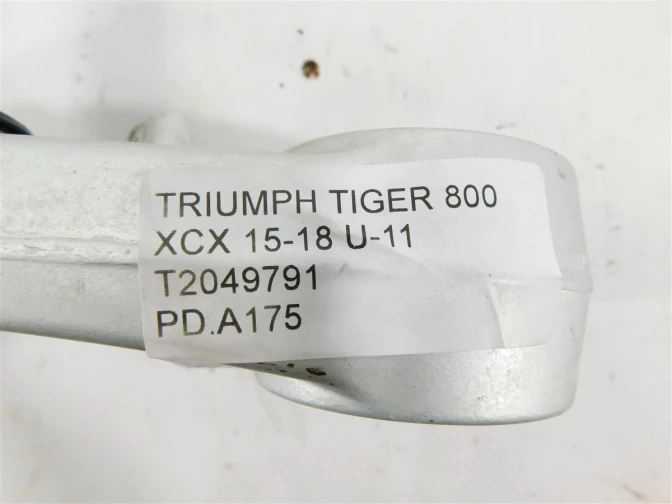 TRIUMPH TIGER 800
XCX 15-18 U-11
T2049791
PD.A175